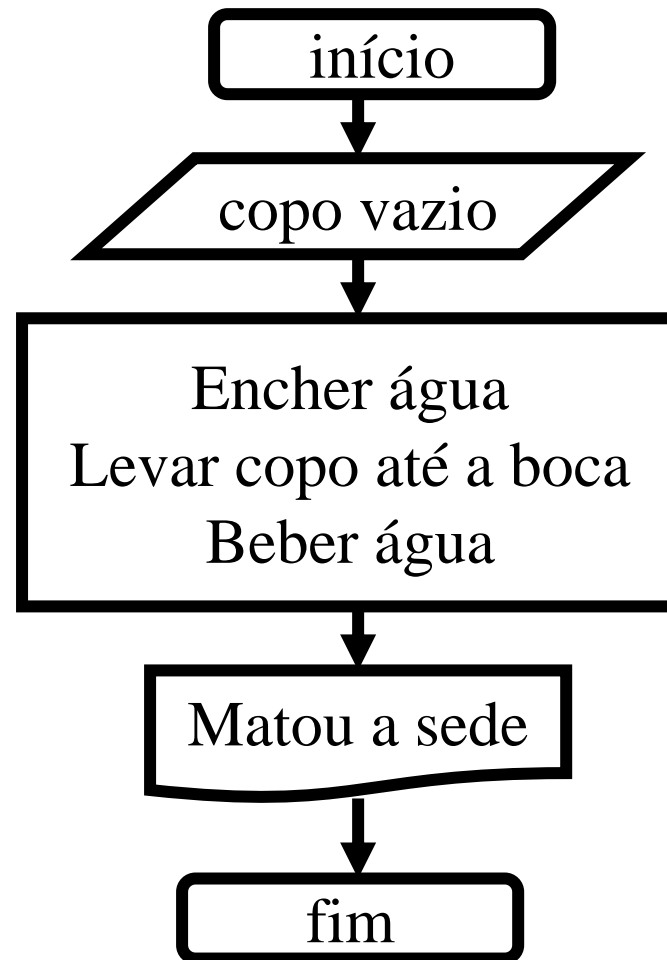 início
copo vazio
Encher água
Levar copo até a boca
Beber água
Matou a sede
fim